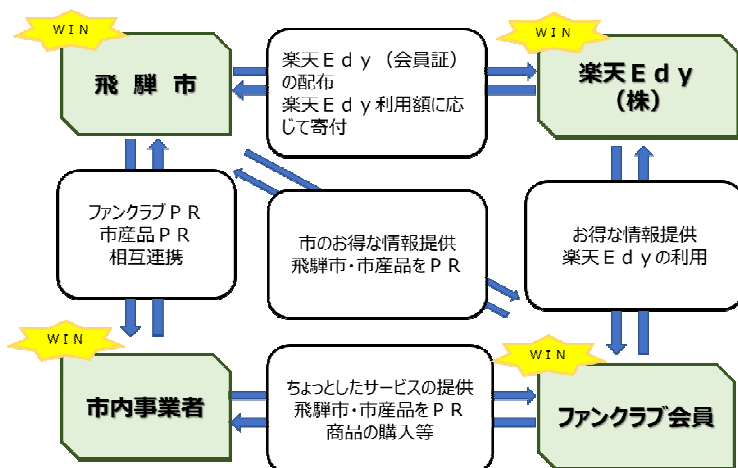 WIN
飛 騨 市
楽天Edy(会員証)
の配布
楽天Edy利用額に応
じて寄付
WIN
楽天Edy
(株)
ファンクラブPR
市産品PR
相互連携
市のお得な情報提供
飛騨市・市産品をPR
お得な情報提供
楽天Edyの利用
WIN
市内事業者
ちょっとしたサービスの提供
飛騨市・市産品をPR
商品の購入等
WIN
ファンクラブ会員